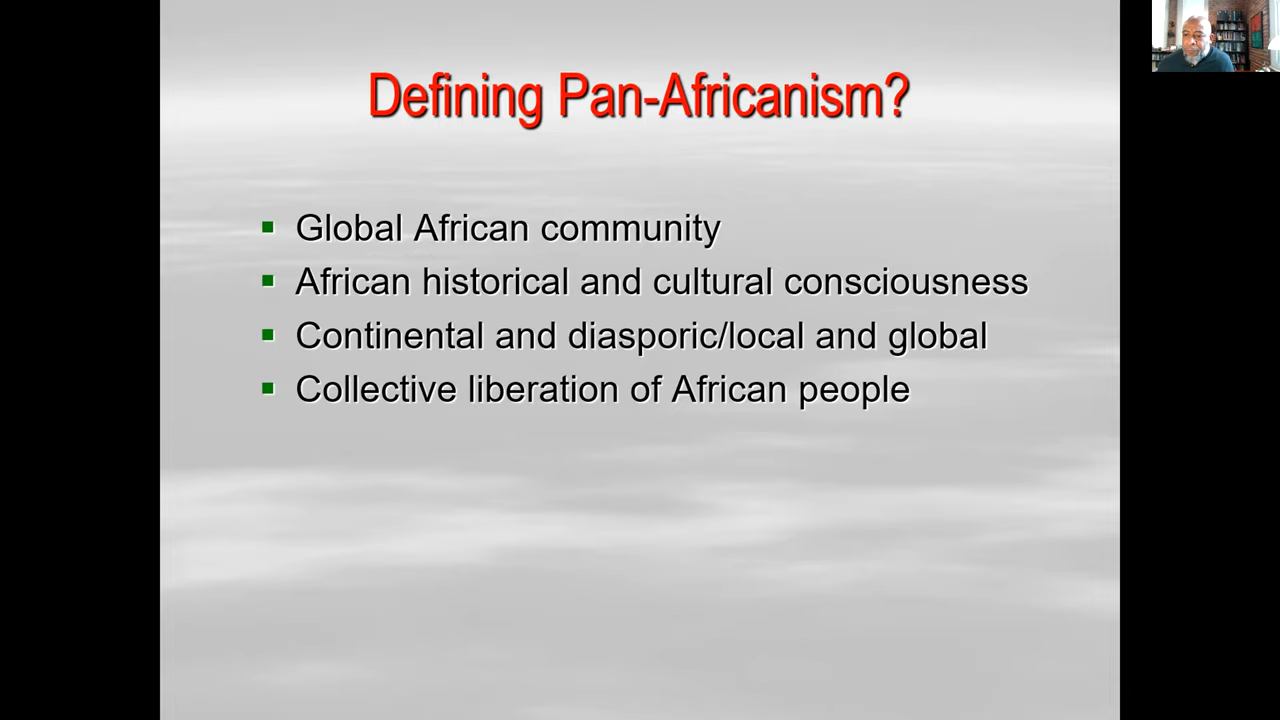 Defining Pan-Africanism?
Global African community
African historical and cultural consciousness
Continental and diasporic/local and global
Collective liberation of African people